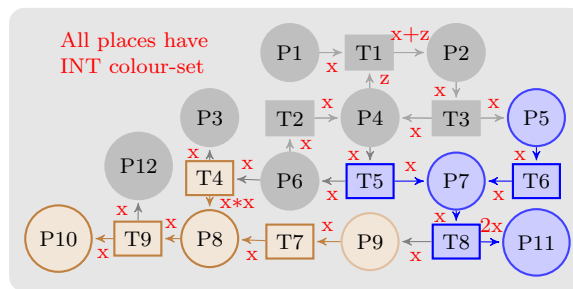 All places have
INT colour-set
P1 x T1 x+z P2
z x
P3 T2 x P4 x T3 x P5
x x x x
P12 T4 x P6 x T5 x P7 x T6
x x*x x
P10 x T9 x P8 x T7 x P9 x T8 2x P11